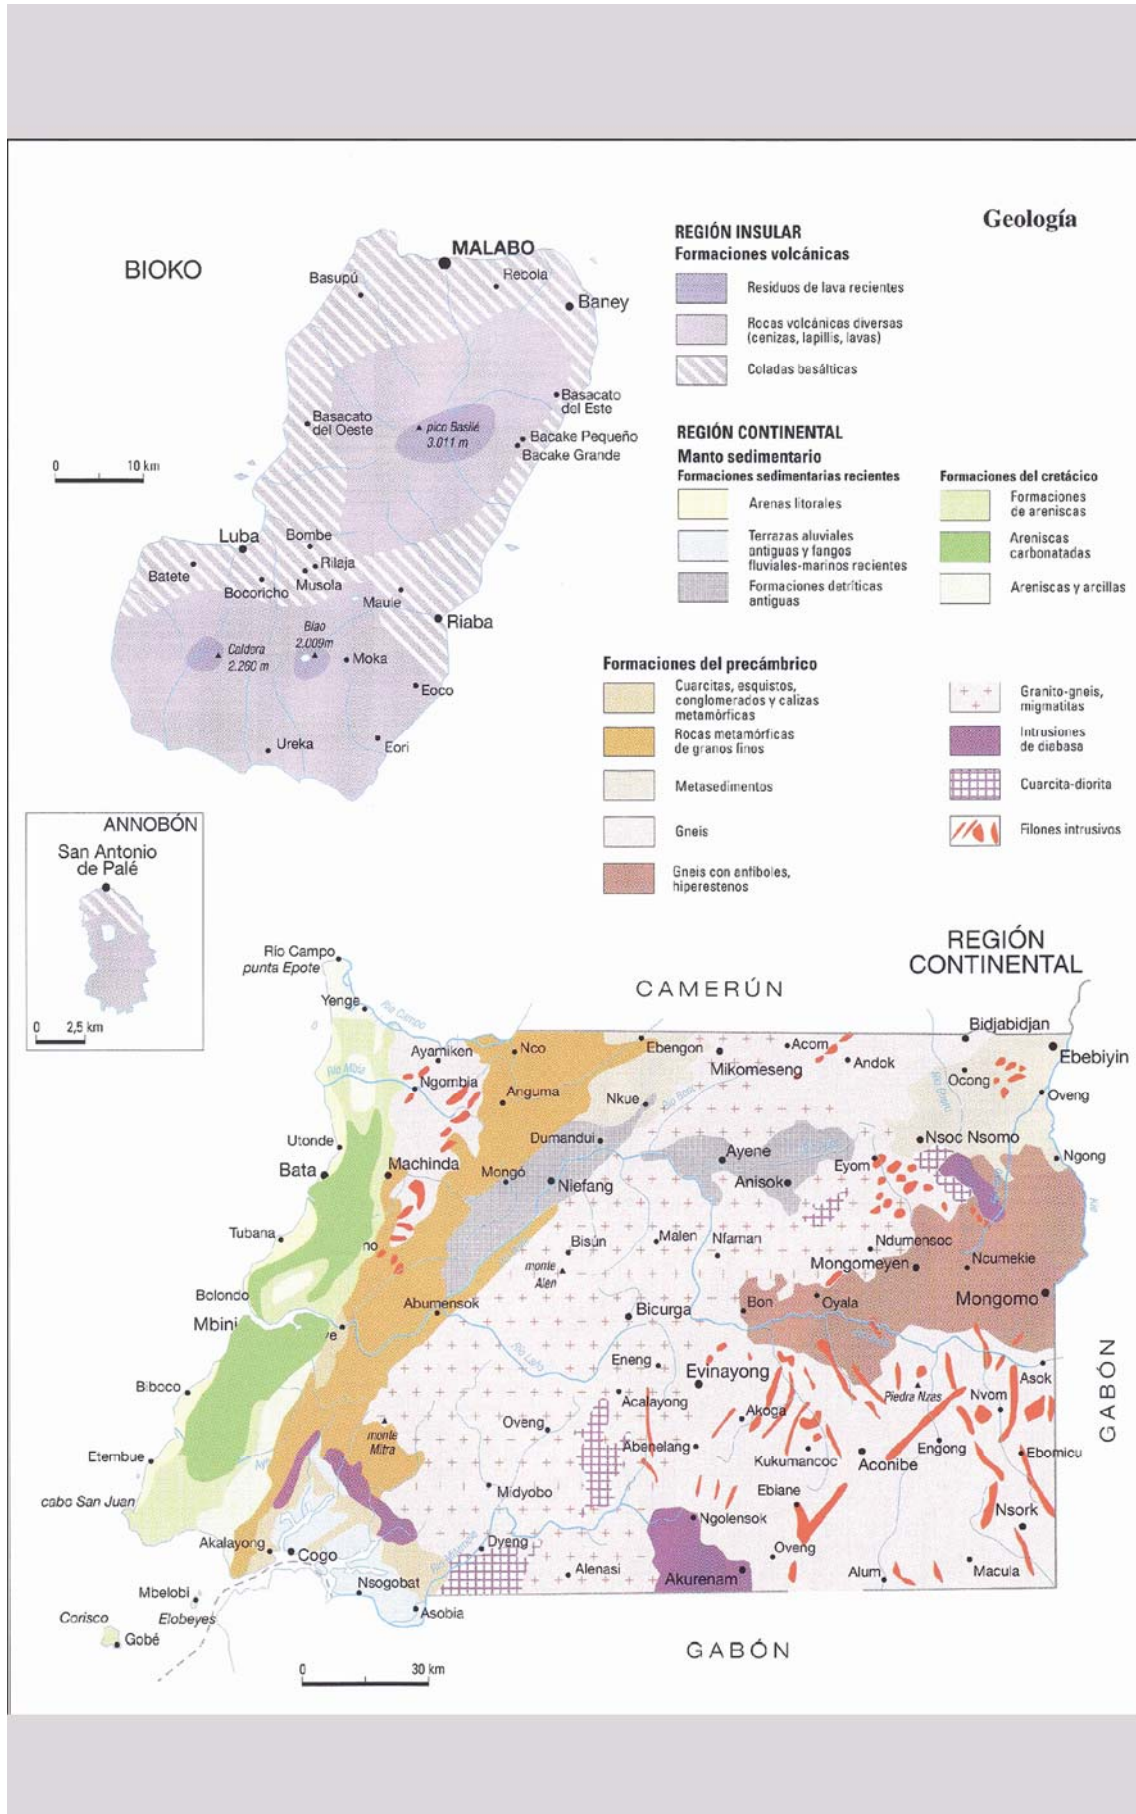 Geología
BIOKO
MALABO
Basupú
Rebola
Baney
Basacato
del Este
Basacato
del Oeste
pico Basilé
3.011 m
Bacake Pequeño
Bacake Grande
0 10 km
Luba
Bombe
Rilaja
Batete
Musola
Bocoricho
Maule
Riaba
Biao
2.009m
Caldera
2.260 m
Moka
Eoco
Ureka
Eori
REGIÓN INSULAR
Formaciones volcánicas
Residuos de lava recientes
Rocas volcánicas diversas
(cenizas, lapillis, lavas)
Coladas basálticas
REGIÓN CONTINENTAL
Manto sedimentario
Formaciones sedimentarias recientes
Arenas litorales
Terrazas aluviales
antiguas y fangos
fluviales-marinos recientes
Formaciones detríticas
antiguas
Formaciones del cretácico
Formaciones
de areniscas
Areniscas
carbonatadas
Areniscas y arcillas
Formaciones del precámbrico
Cuarcitas, esquistos,
conglomerados y calizas
metamórficas
Rocas metamórficas
de granos finos
Metasedimentos
Gneis
Gneis con anfíboles,
hiperestenos
Granito-gneis,
migmatitas
Intrusiones
de diabasa
Cuarcita-diorita
Filones intrusivos
ANNOBÓN
San Antonio
de Palé
0 2,5 km
REGIÓN
CONTINENTAL
CAMERÚN
Río Campo
punta Epote
Yenge
Río Campo
Bidjabidjan
Ayamiken
Nco
Ebengon
Acom
Mikomeseng
Andok
Ebebiyin
Ocong
Oveng
Ngombia
Anguma
Nkue
Utonde
Dumandui
Nsoc Nsomo
Bata
Machinda
Mongó
Niefang
Ayene
Anisok
Eyom
Ngong
Tubana
no
Bisún
Malen
Nfaman
Ndumensoc
monte
Alen
Mongomeyen
Ncumekie
Bolondo
Mbini
ye
Abumensok
Bicurga
Bon
Oyala
Mongomo
Eneng
Evinayong
Asok
Biboco
Acalayong
Piedra Nzas
Nvom
Oveng
Akoga
monte
Mitra
Abenelang
Kukumancoc
Aconibe
Engong
Ebomicu
Etembue
cabo San Juan
Midyobo
Ebiane
Nsork
Ngolensok
Akalayong
Cogo
Dyeng
Oveng
Nsogobat
Alenasi
Akurenam
Alum
Macula
Mbelobi
Asobia
Corisco
Elobeyes
Gobé
GABÓN
GABÓN
0 30 km